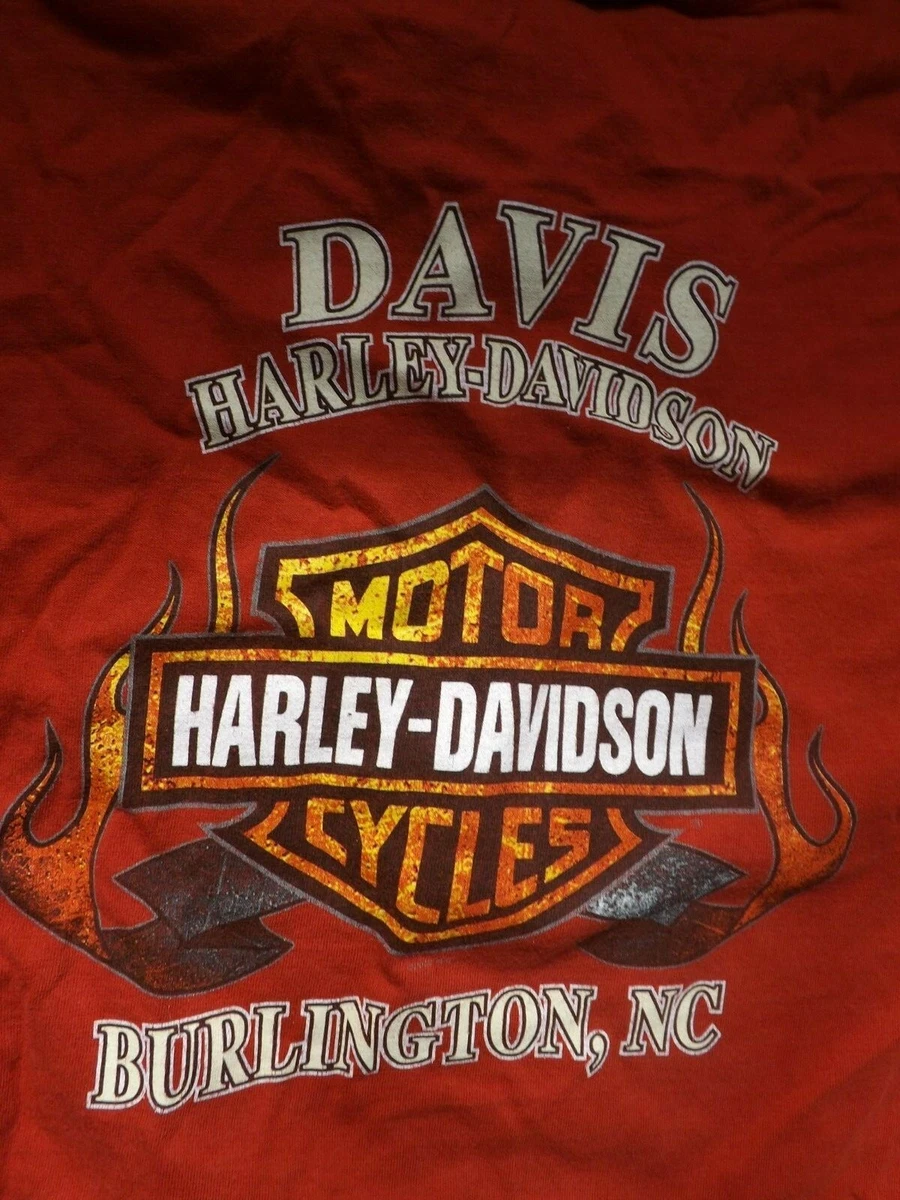 DAVIS
HARLEY-DAVIDSON
MOTOR
HARLEY-DAVIDSON
CYCLES
BURLINGTON, NC